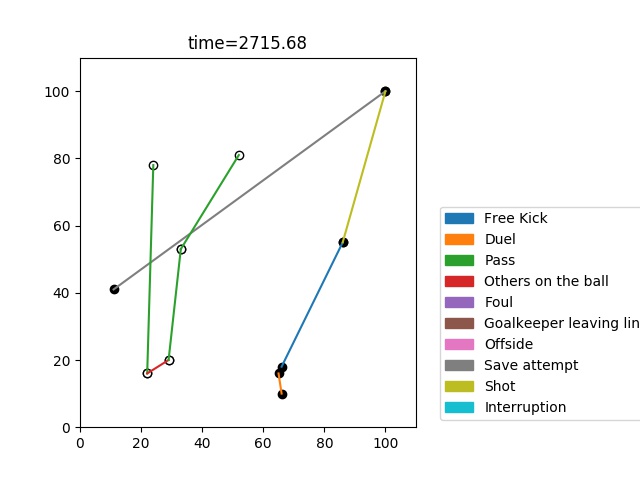 time=2715.68
100
80
60
40
20
0
0 20 40 60 80 100
Free Kick
Duel
Pass
Others on the ball
Foul
Goalkeeper leaving lin
Offside
Save attempt
Shot
Interruption